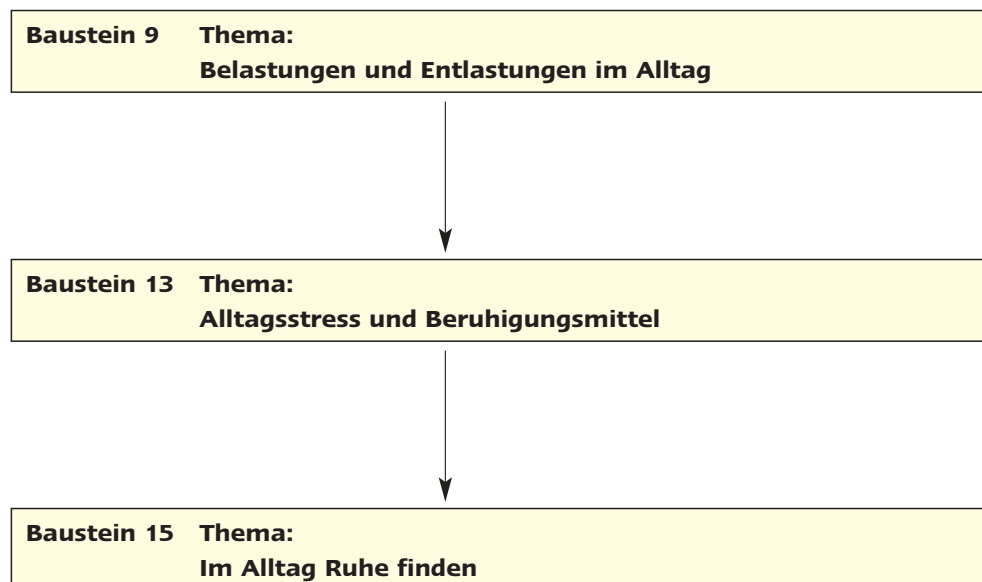 Baustein 9 Thema:
Belastungen und Entlastungen im Alltag
Baustein 13 Thema:
Alltagsstress und Beruhigungsmittel
Baustein 15 Thema:
Im Alltag Ruhe finden